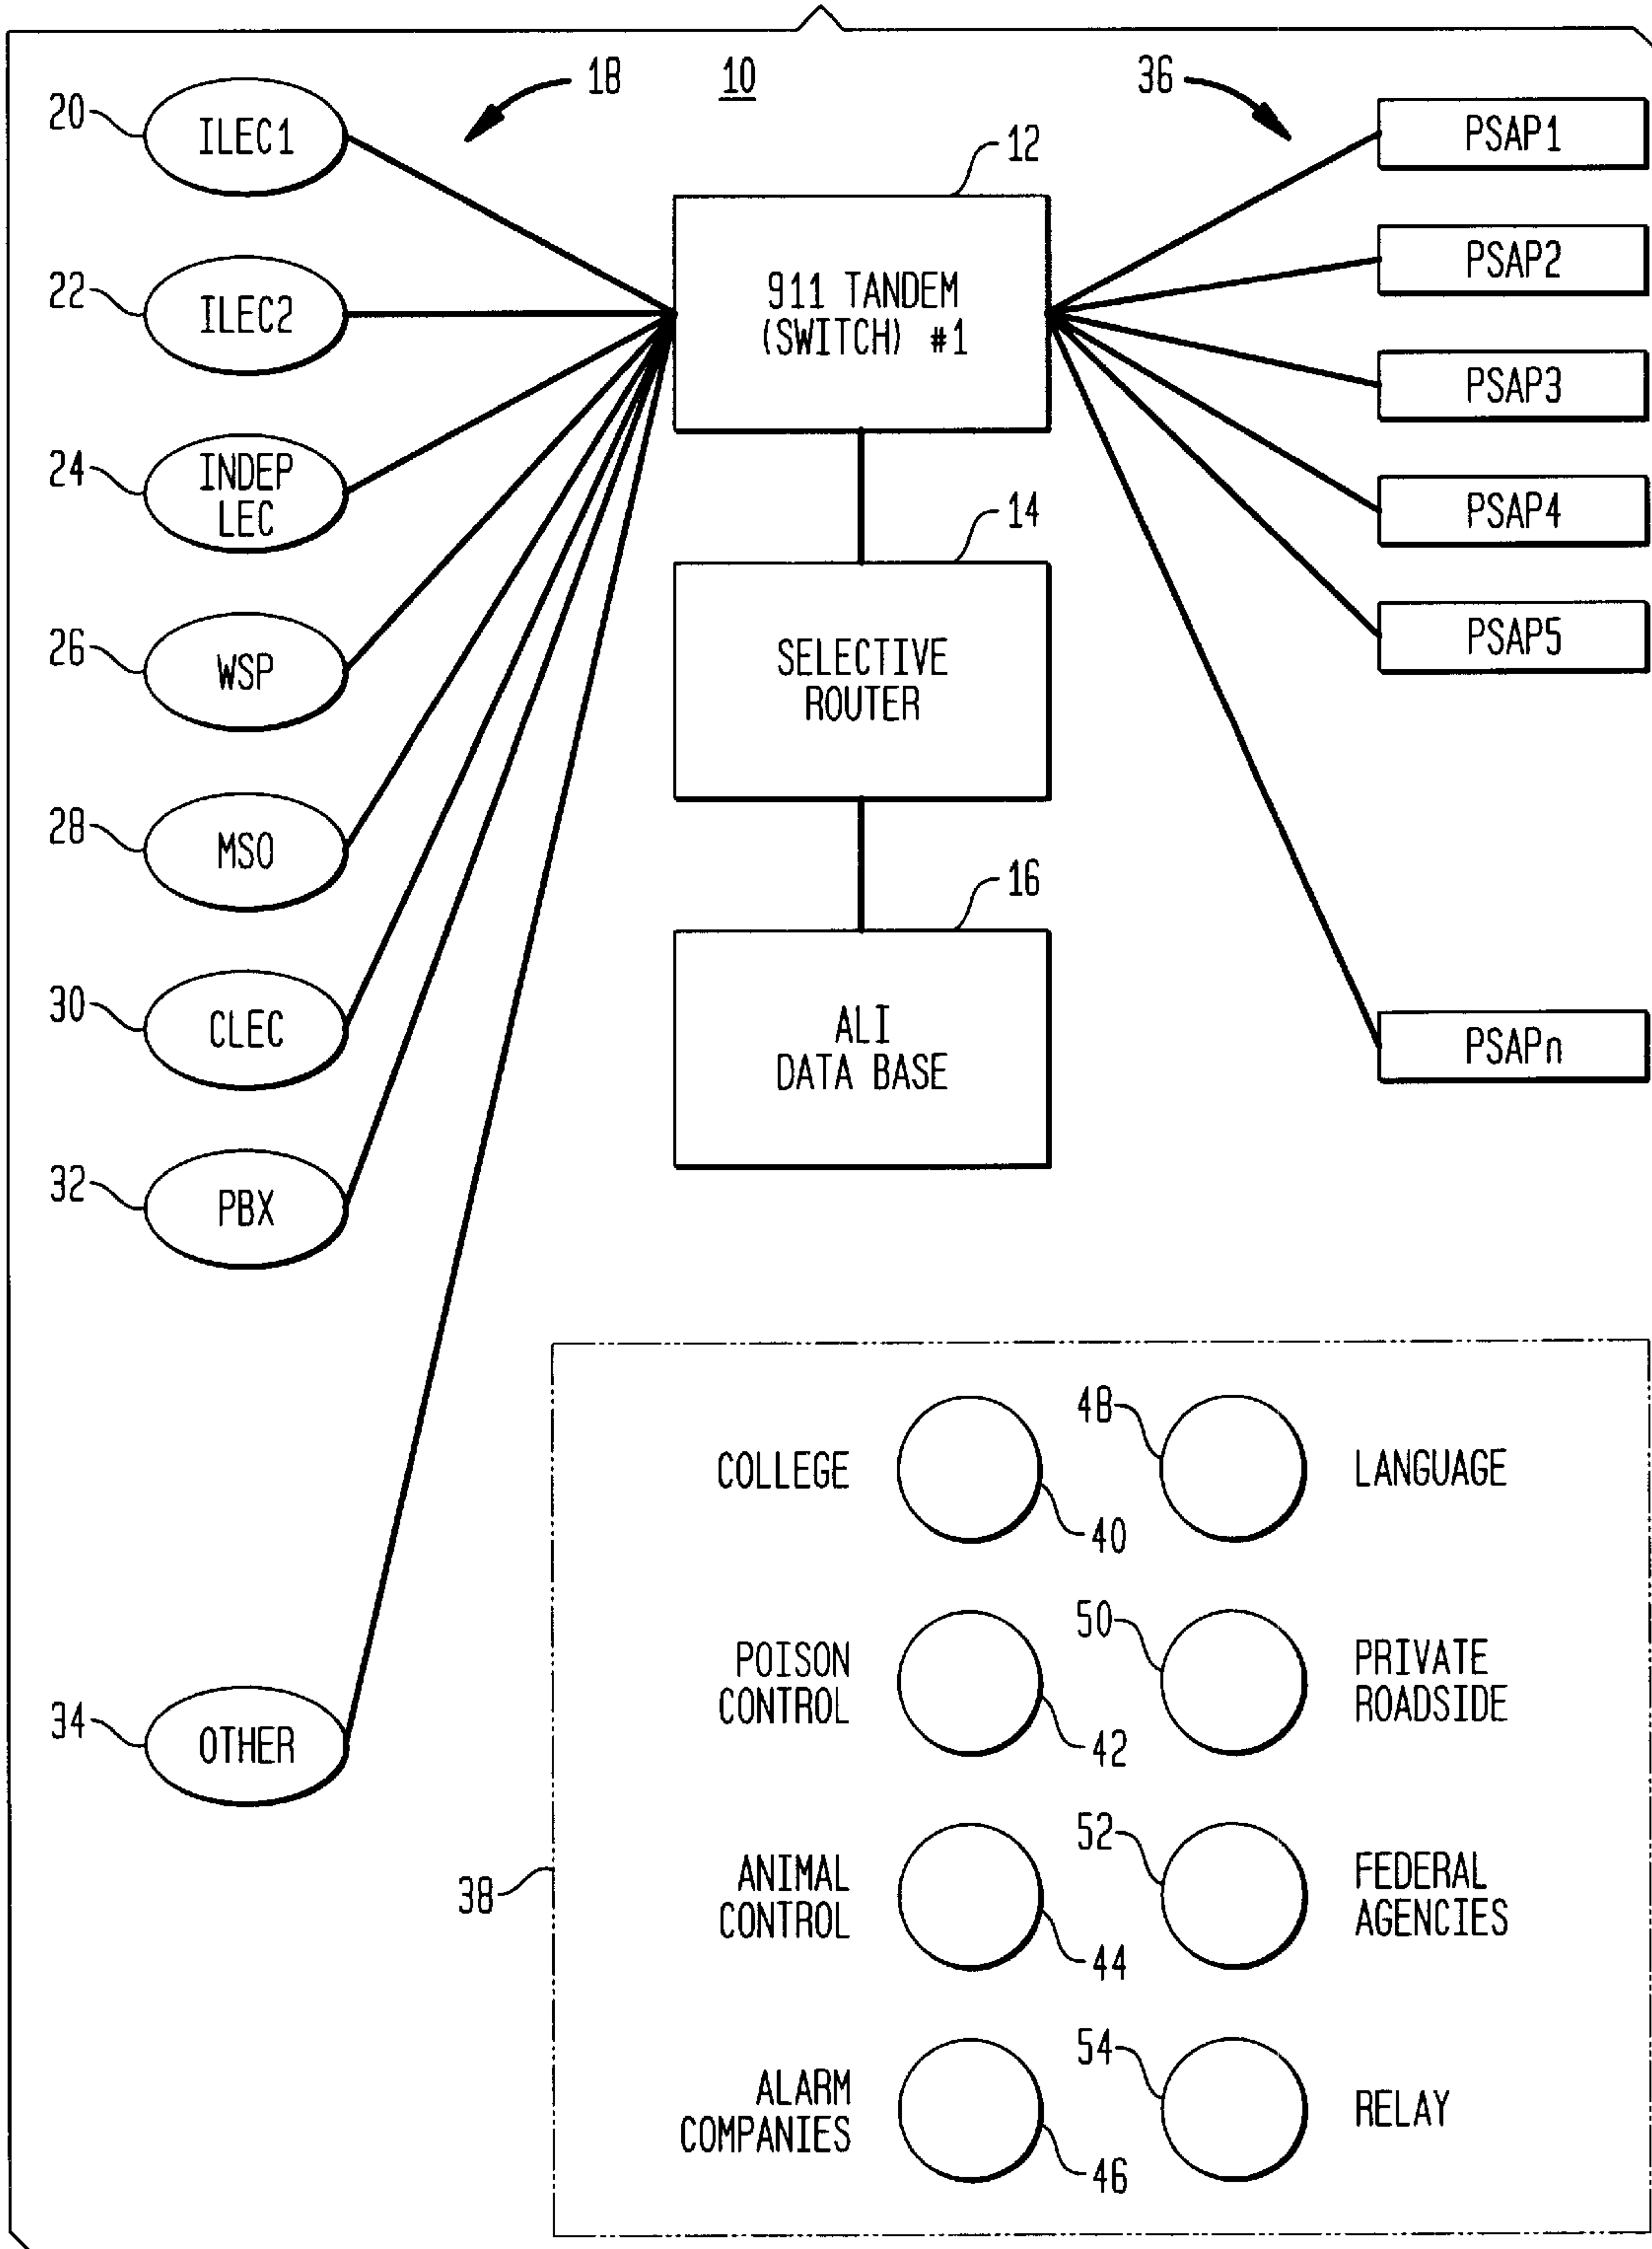 18
10
36
20
ILEC1
12
PSAP1
22
ILEC2
911 TANDEM
(SWITCH) #1
PSAP2
PSAP3
24
INDEP
LEC
14
PSAP4
26
WSP
SELECTIVE
ROUTER
PSAP5
28
MSO
16
30
CLEC
ALI
DATA BASE
PSAPn
32
PBX
34
OTHER
38
COLLEGE
40
48
LANGUAGE
POISON
CONTROL
42
50
PRIVATE
ROADSIDE
ANIMAL
CONTROL
44
52
FEDERAL
AGENCIES
ALARM
COMPANIES
46
54
RELAY